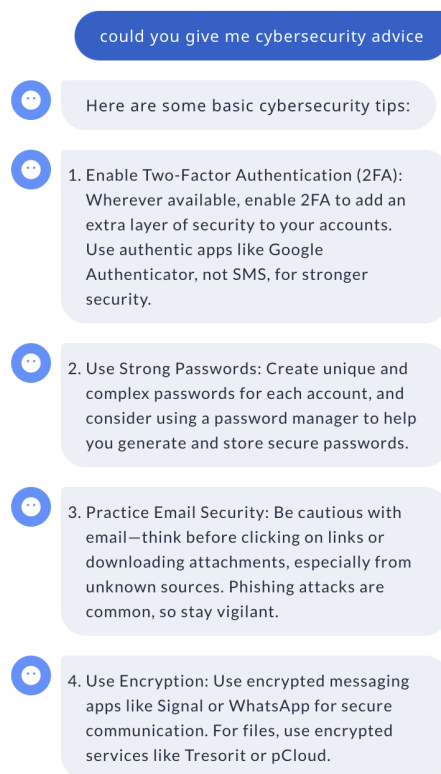 could you give me cybersecurity advice
Here are some basic cybersecurity tips:
1. Enable Two-Factor Authentication (2FA):
Wherever available, enable 2FA to add an
extra layer of security to your accounts.
Use authentic apps like Google
Authenticator, not SMS, for stronger
security.
2. Use Strong Passwords: Create unique and
complex passwords for each account, and
consider using a password manager to help
you generate and store secure passwords.
3. Practice Email Security: Be cautious with
email—think before clicking on links or
downloading attachments, especially from
unknown sources. Phishing attacks are
common, so stay vigilant.
4. Use Encryption: Use encrypted messaging
apps like Signal or WhatsApp for secure
communication. For files, use encrypted
services like Tresorit or pCloud.